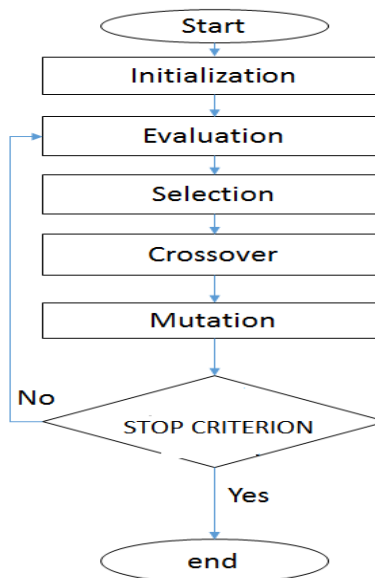 Start
Initialization
Evaluation
Selection
Crossover
Mutation
No
STOP CRITERION
Yes
end